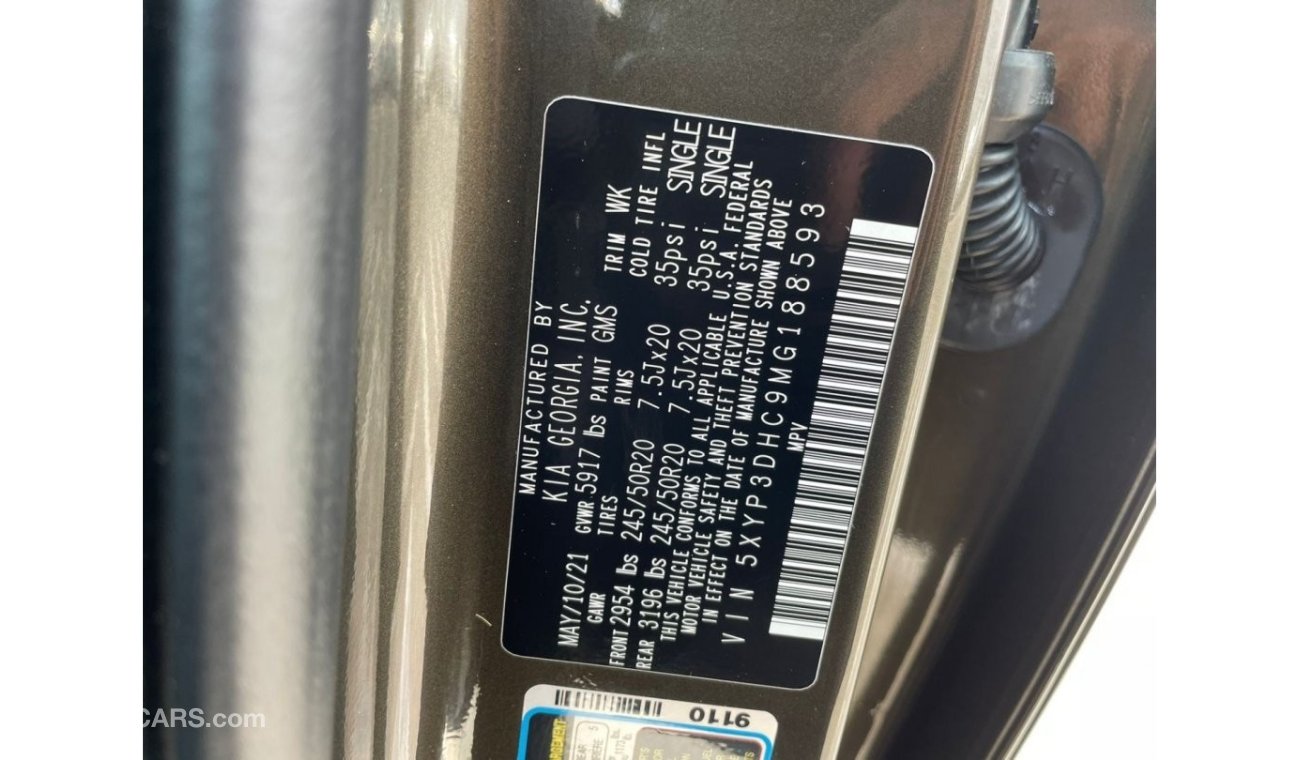 MANUFACTURED BY
KIA GEORGIA, INC.
MAY/10/21 GVWR 5917 lbs PAINT GMS TRIM WK
GAWR TIRES RIMS COLD TIRE INFL
FRONT 2954 lbs 245/50R20 7.5Jx20 35psi SINGLE
REAR 3196 lbs 245/50R20 7.5Jx20 35psi SINGLE
THIS VEHICLE CONFORMS TO ALL APPLICABLE U.S.A. FEDERAL
MOTOR VEHICLE SAFETY AND THEFT PREVENTION STANDARDS
IN EFFECT ON THE DATE OF MANUFACTURE SHOWN ABOVE
VIN 5XYP3DHC9MG188593
MPV
9110
CARS.com